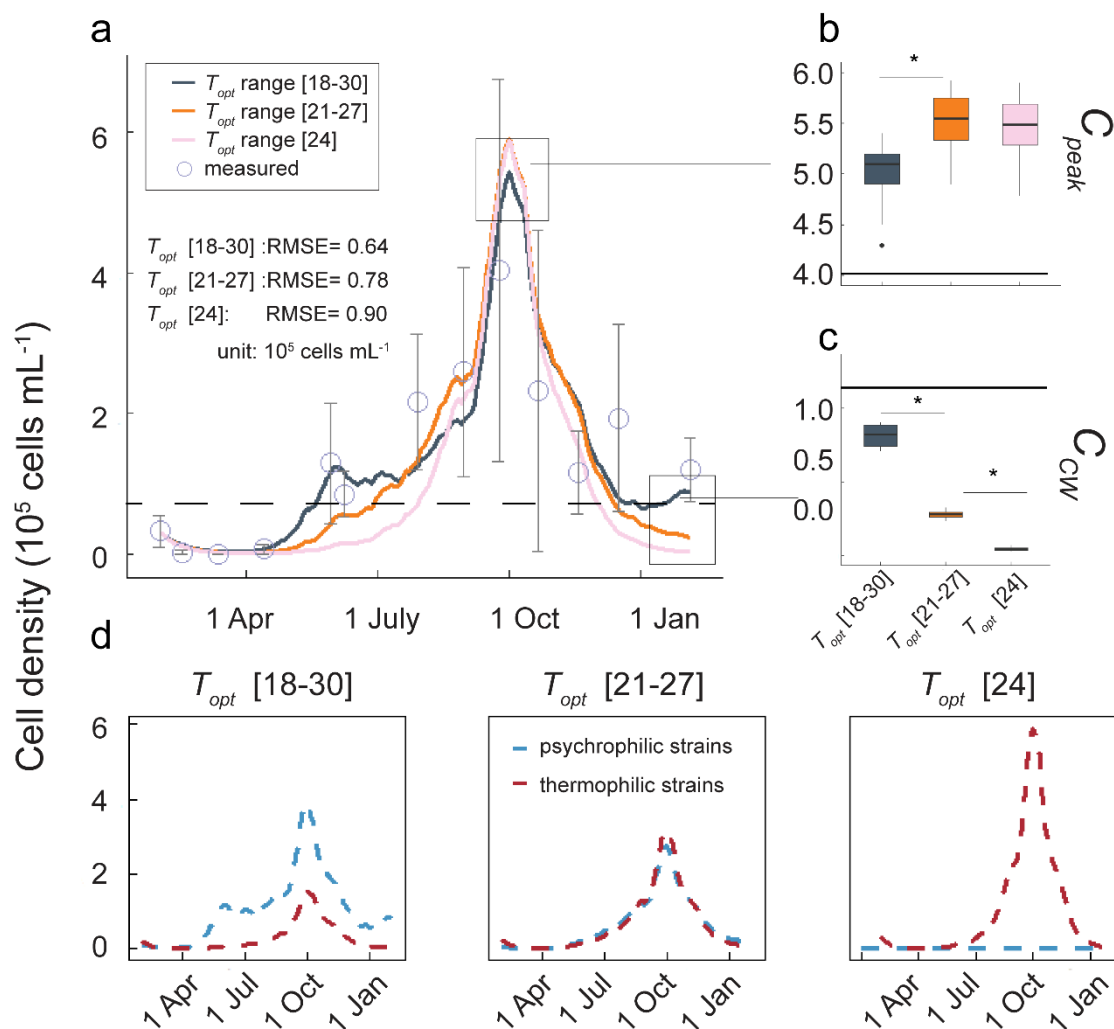 a
T_opt range [18-30]
T_opt range [21-27]
T_opt range [24]
measured
T_opt [18-30] :RMSE= 0.64
T_opt [21-27] :RMSE= 0.78
T_opt [24]: RMSE= 0.90
unit: 10⁵ cells mL⁻¹
6
4
2
0
1 Apr
1 July
1 Oct
1 Jan
Cell density (10⁵ cells mL⁻¹)
b
*
6.0
5.5
5.0
4.5
4.0
C_peak
c
*
*
1.0
0.5
0.0
C_CW
T_opt [18-30]
T_opt [21-27]
T_opt [24]
d
T_opt [18-30]
T_opt [21-27]
T_opt [24]
psychrophilic strains
thermophilic strains
6
4
2
0
1 Apr
1 Jul
1 Oct
1 Jan
1 Apr
1 Jul
1 Oct
1 Jan
1 Apr
1 Jul
1 Oct
1 Jan